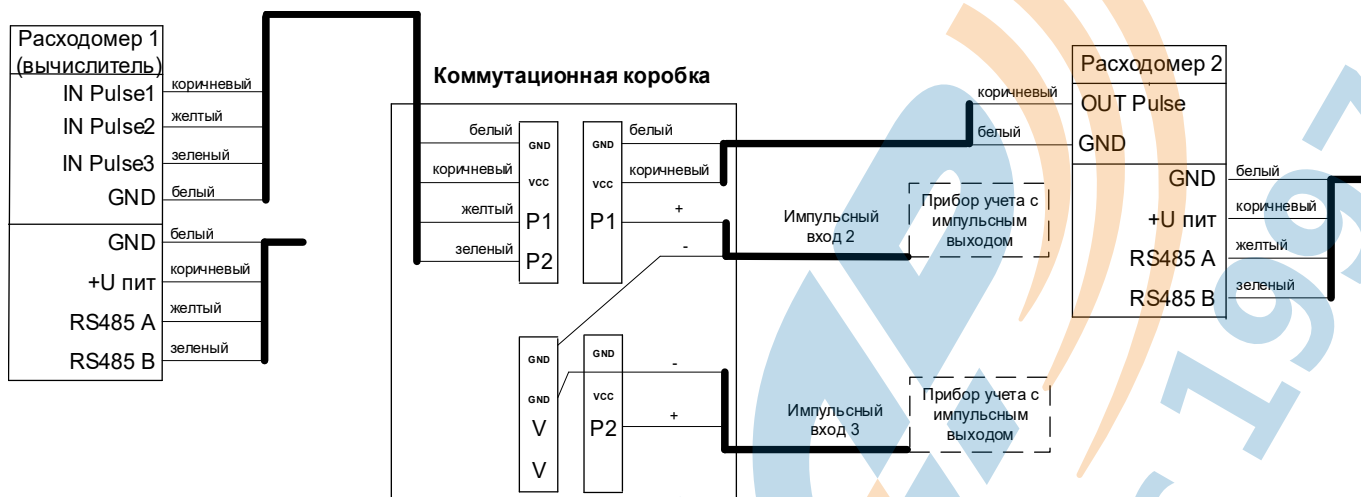 Расходомер 1
(вычислитель)
IN Pulse1
коричневый
IN Pulse2
желтый
IN Pulse3
зеленый
GND
белый
GND
белый
+U пит
коричневый
RS485 A
желтый
RS485 B
зеленый
Коммутационная коробка
белый
GND
коричневый
VCC
желтый
P1
зеленый
P2
GND
белый
VCC
коричневый
P1
+
-
GND
GND
V
V
GND
-
VCC
P2
+
Импульсный
вход 2
Прибор учета с
импульсным
выходом
Импульсный
вход 3
Прибор учета с
импульсным
выходом
Расходомер 2
коричневый
OUT Pulse
белый
GND
GND
белый
+U пит
коричневый
RS485 A
желтый
RS485 B
зеленый
1997